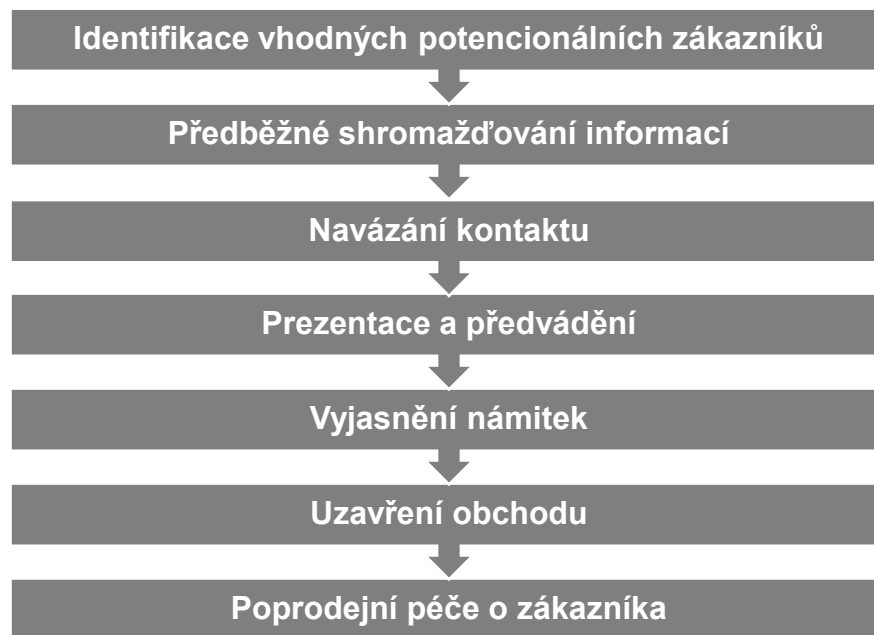 Identifikace vhodných potencionálních zákazníků
Předběžné shromažďování informací
Navázání kontaktu
Prezentace a předvádění
Vyjasnění námitek
Uzavření obchodu
Poprodejní péče o zákazníka